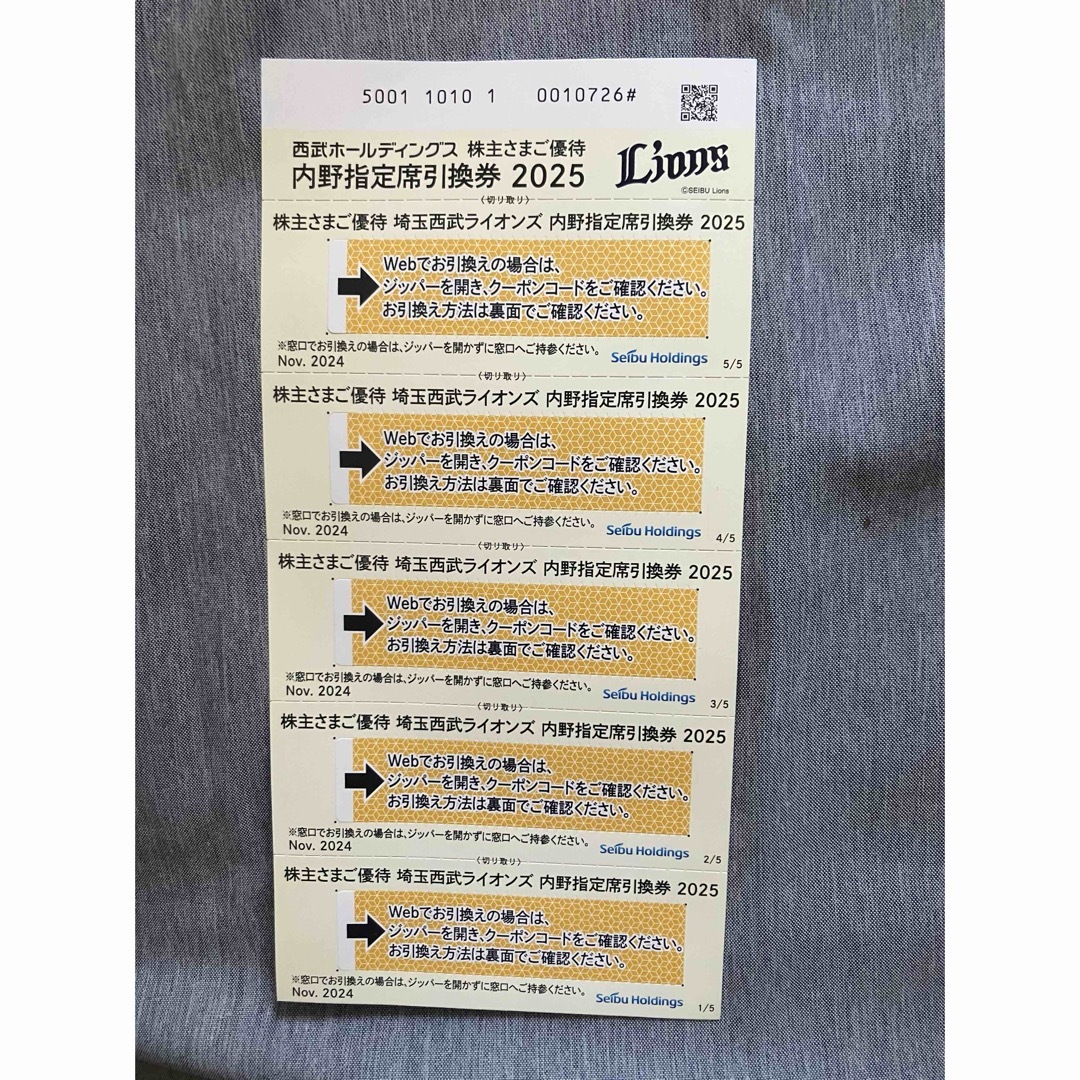 5001 1010 1 0010726#
西武ホールディングス 株主さまご優待
内野指定席引換券 2025
Lions
©SEIBU Lions
〈切り取り〉
株主さまご優待 埼玉西武ライオンズ 内野指定席引換券 2025
Webでお引換えの場合は、
ジッパーを開き、クーポンコードをご確認ください。
お引換え方法は裏面でご確認ください。
※窓口でお引換えの場合は、ジッパーを開かずに窓口へご持参ください。
Nov. 2024
Seibu Holdings
5/5
〈切り取り〉
株主さまご優待 埼玉西武ライオンズ 内野指定席引換券 2025
Webでお引換えの場合は、
ジッパーを開き、クーポンコードをご確認ください。
お引換え方法は裏面でご確認ください。
※窓口でお引換えの場合は、ジッパーを開かずに窓口へご持参ください。
Nov. 2024
Seibu Holdings
4/5
〈切り取り〉
株主さまご優待 埼玉西武ライオンズ 内野指定席引換券 2025
Webでお引換えの場合は、
ジッパーを開き、クーポンコードをご確認ください。
お引換え方法は裏面でご確認ください。
※窓口でお引換えの場合は、ジッパーを開かずに窓口へご持参ください。
Nov. 2024
Seibu Holdings
3/5
〈切り取り〉
株主さまご優待 埼玉西武ライオンズ 内野指定席引換券 2025
Webでお引換えの場合は、
ジッパーを開き、クーポンコードをご確認ください。
お引換え方法は裏面でご確認ください。
※窓口でお引換えの場合は、ジッパーを開かずに窓口へご持参ください。
Nov. 2024
Seibu Holdings
2/5
〈切り取り〉
株主さまご優待 埼玉西武ライオンズ 内野指定席引換券 2025
Webでお引換えの場合は、
ジッパーを開き、クーポンコードをご確認ください。
お引換え方法は裏面でご確認ください。
※窓口でお引換えの場合は、ジッパーを開かずに窓口へご持参ください。
Nov. 2024
Seibu Holdings
1/5